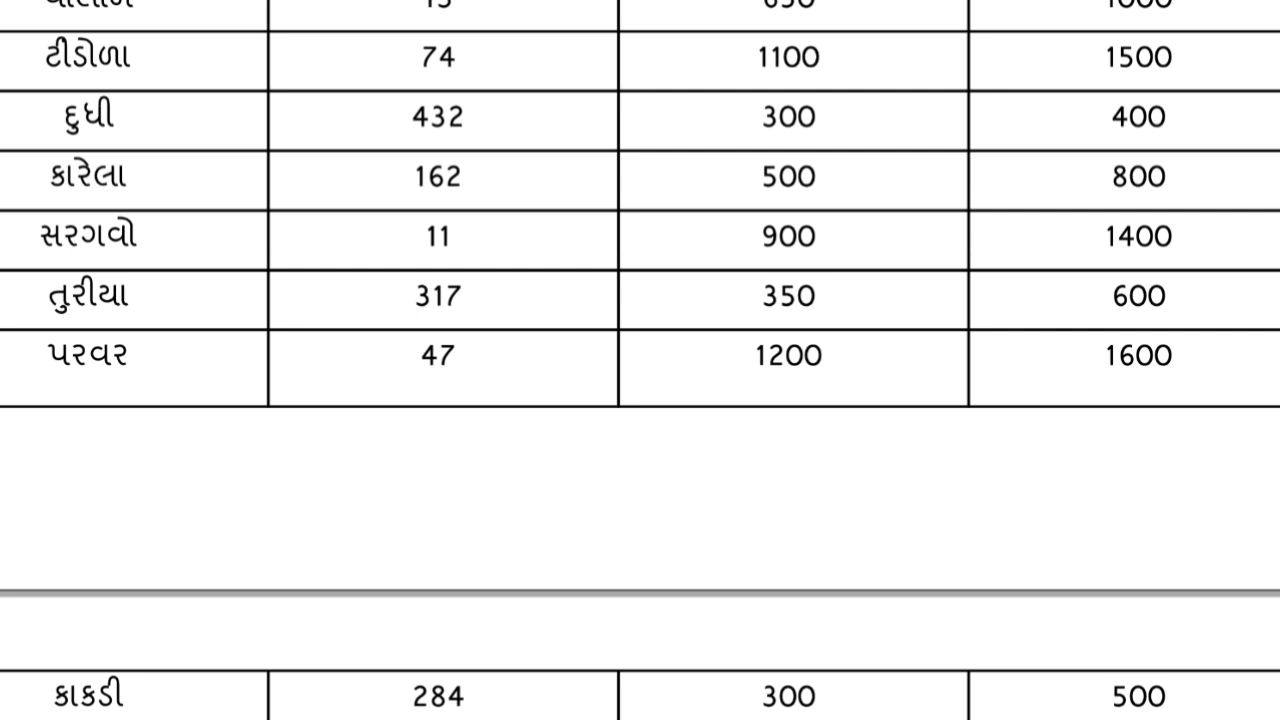 ટીડોળા 74 1100 1500
દુધી 432 300 400
કારેલા 162 500 800
સરગવો 11 900 1400
તુરીયા 317 350 600
પરવર 47 1200 1600
કાકડી 284 300 500